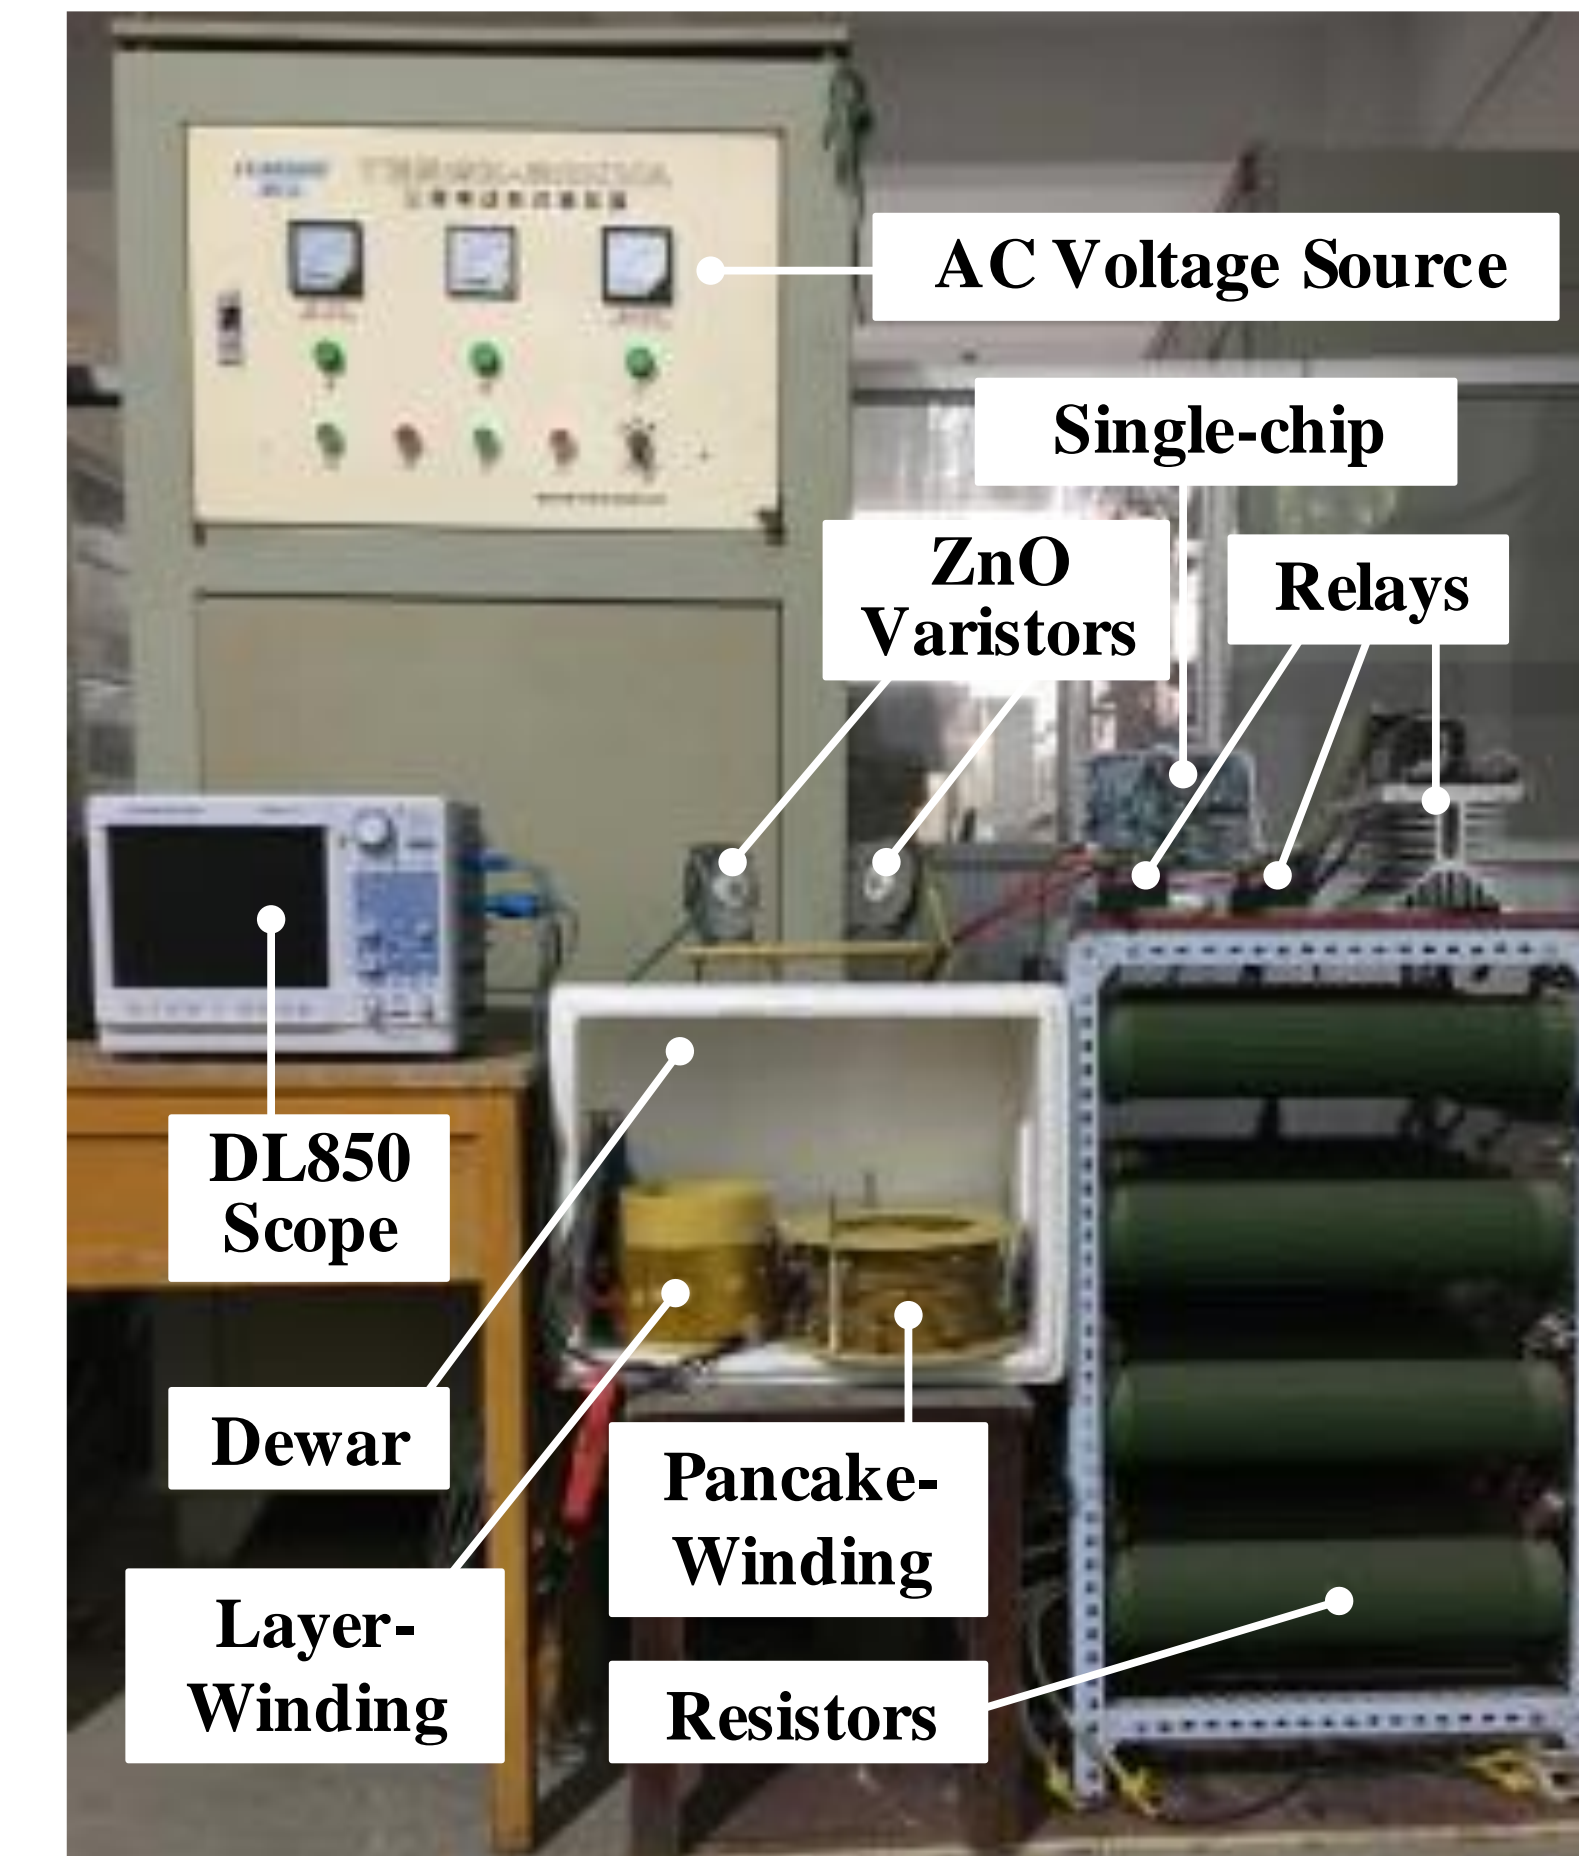 AC Voltage Source
Single-chip
ZnO
Varistors
Relays
DL850
Scope
Dewar
Pancake-
Winding
Layer-
Winding
Resistors